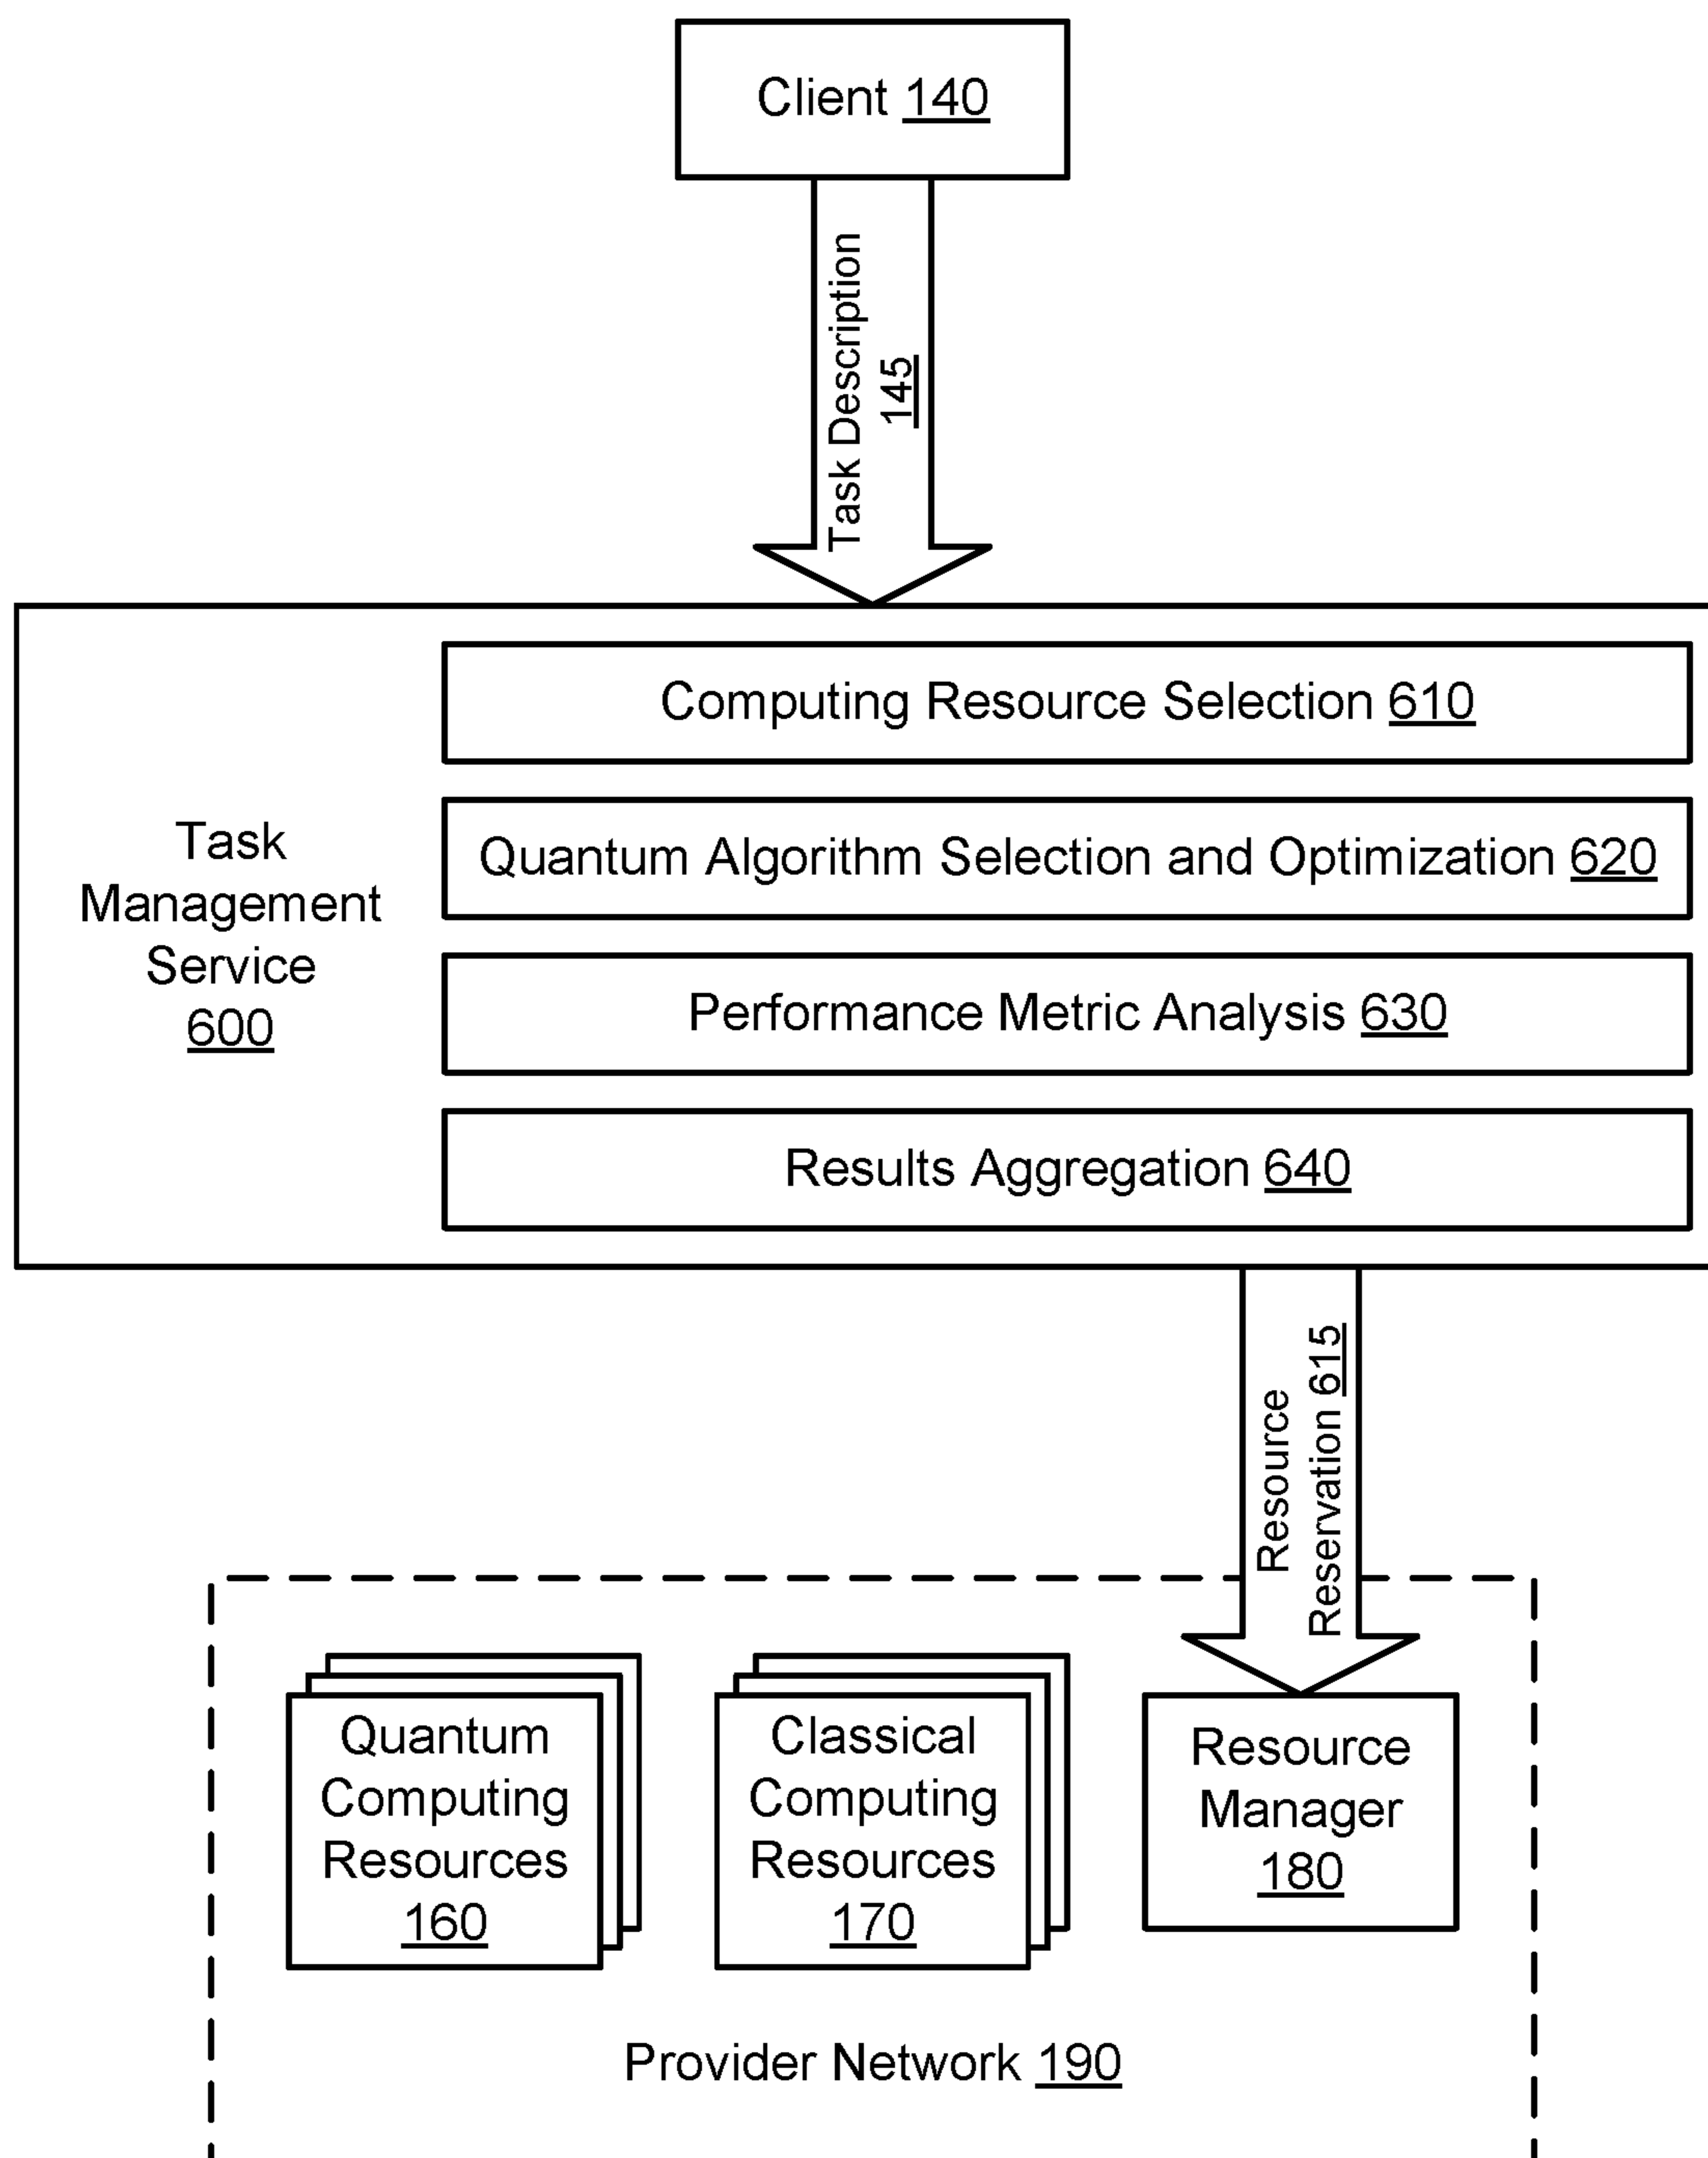 Client 140
Task Description
145
Computing Resource Selection 610
Quantum Algorithm Selection and Optimization 620
Task
Management
Service
600
Performance Metric Analysis 630
Results Aggregation 640
Resource
Reservation 615
Quantum
Computing
Resources
160
Classical
Computing
Resources
170
Resource
Manager
180
Provider Network 190